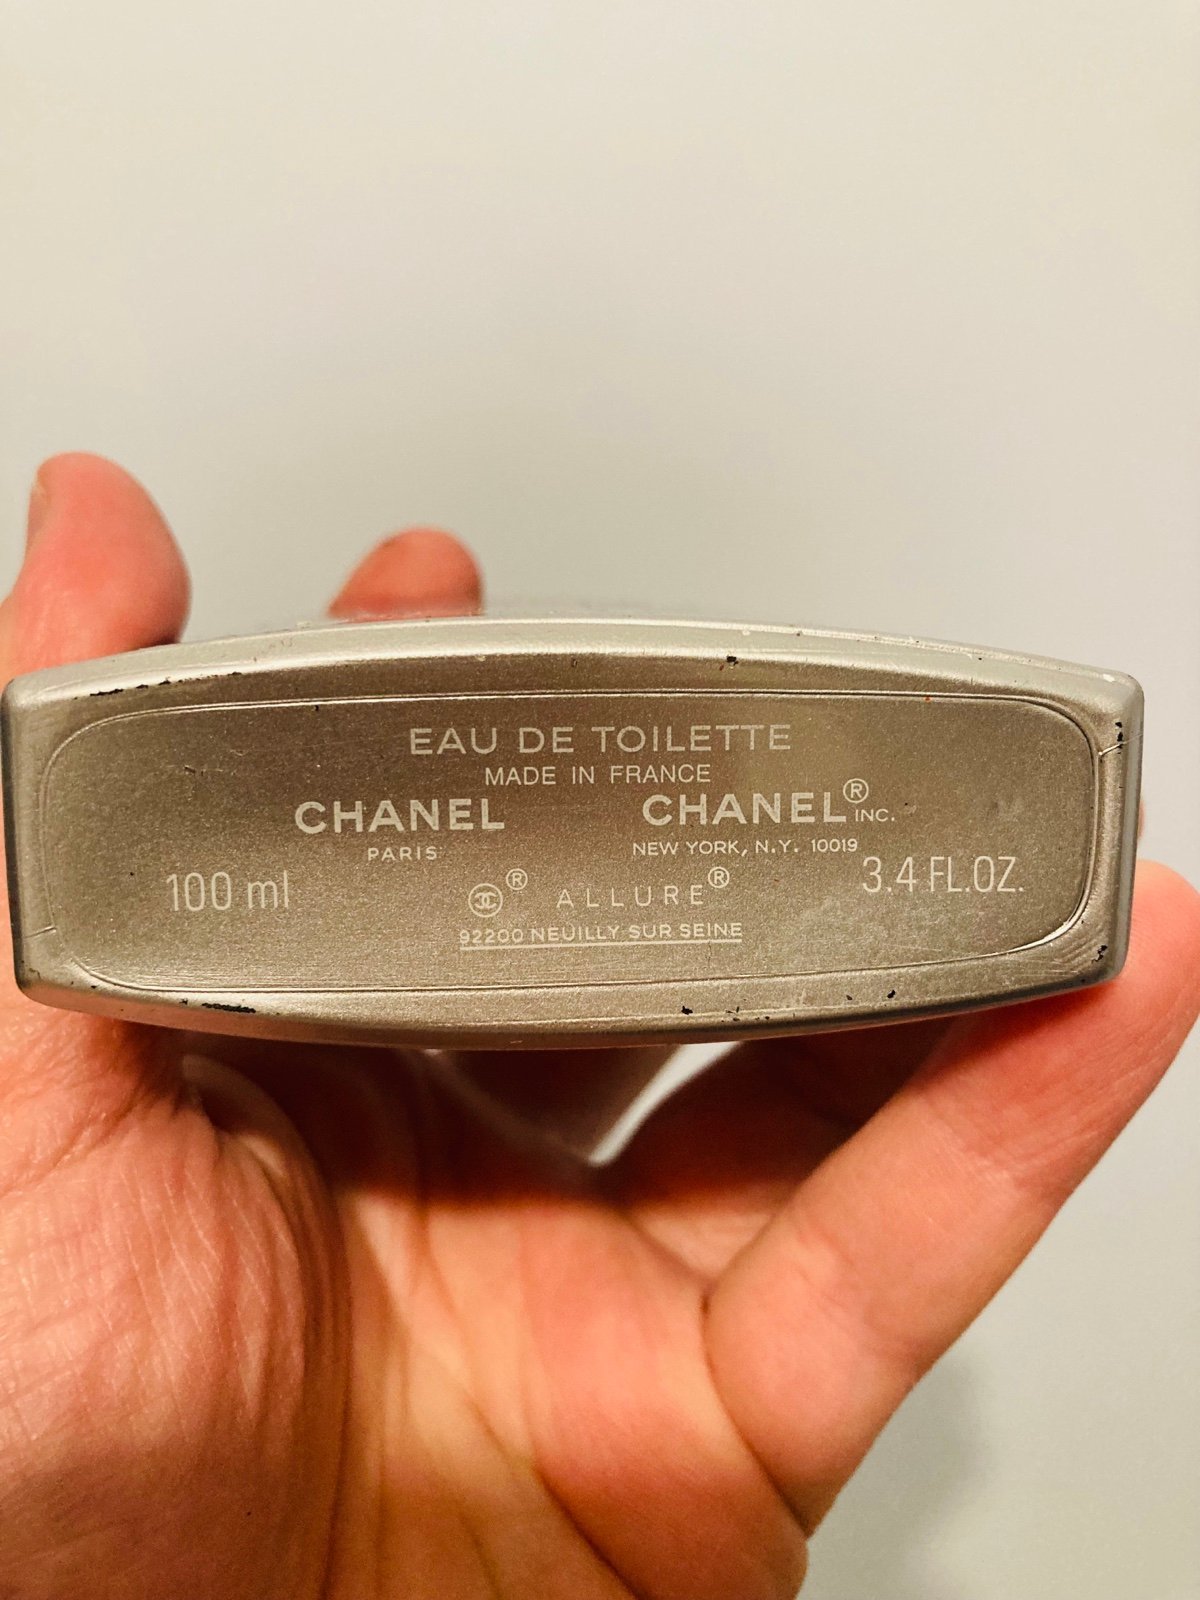 EAU DE TOILETTE
MADE IN FRANCE
CHANEL CHANEL® INC.
PARIS NEW YORK, N.Y. 10019
100 ml ® ALLURE® 3.4 FL.OZ.
92200 NEUILLY SUR SEINE